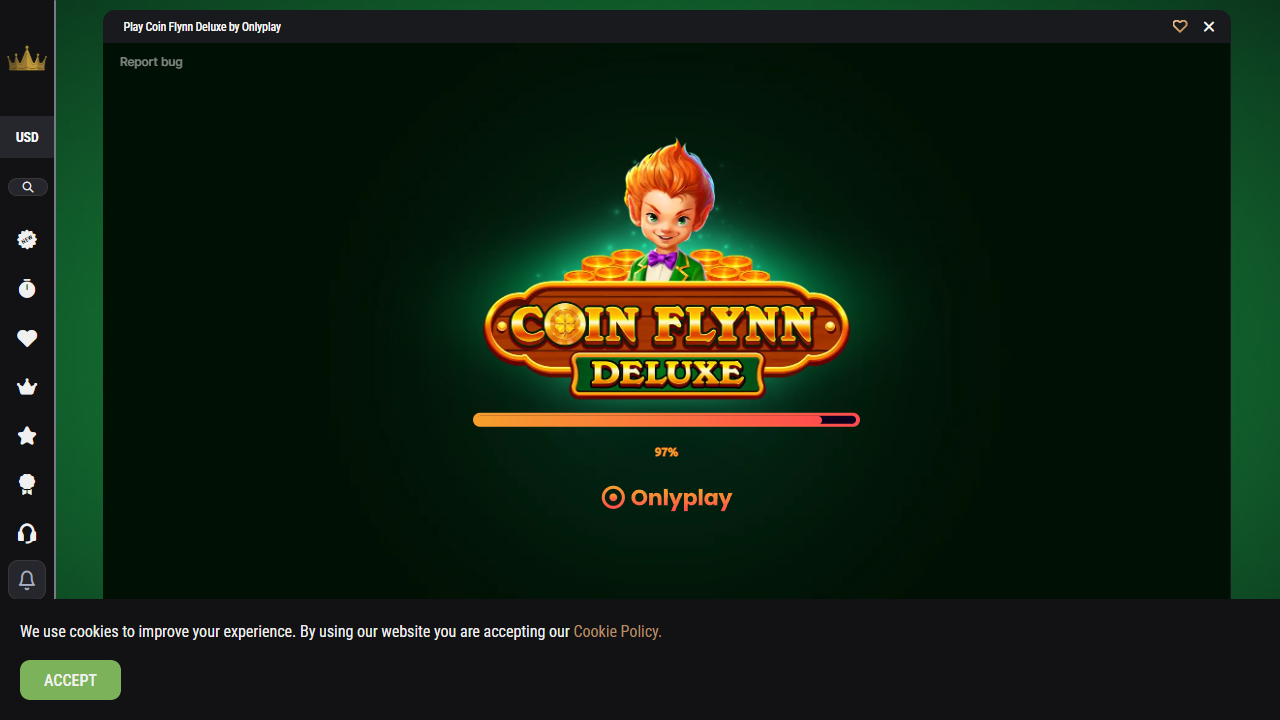 Play Coin Flynn Deluxe by Onlyplay
Report bug
USD
NEW
COIN FLYNN
DELUXE
97%
Onlyplay
We use cookies to improve your experience. By using our website you are accepting our Cookie Policy.
ACCEPT